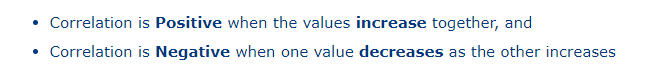 • Correlation is Positive when the values increase together, and
• Correlation is Negative when one value decreases as the other increases